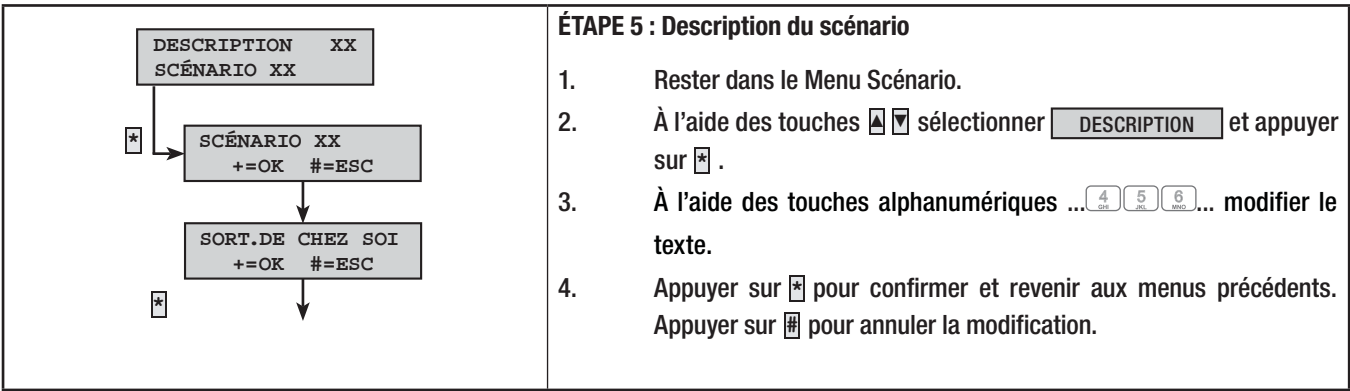 DESCRIPTION XX
SCÉNARIO XX
*
SCÉNARIO XX
+=OK #=ESC
SORT.DE CHEZ SOI
+=OK #=ESC
*
ÉTAPE 5 : Description du scénario
1. Rester dans le Menu Scénario.
2. À l'aide des touches ▲ ▼ sélectionner DESCRIPTION et appuyer
sur * .
3. À l'aide des touches alphanumériques ...4 GHI 5 JKL 6 MNO... modifier le
texte.
4. Appuyer sur * pour confirmer et revenir aux menus précédents.
Appuyer sur # pour annuler la modification.